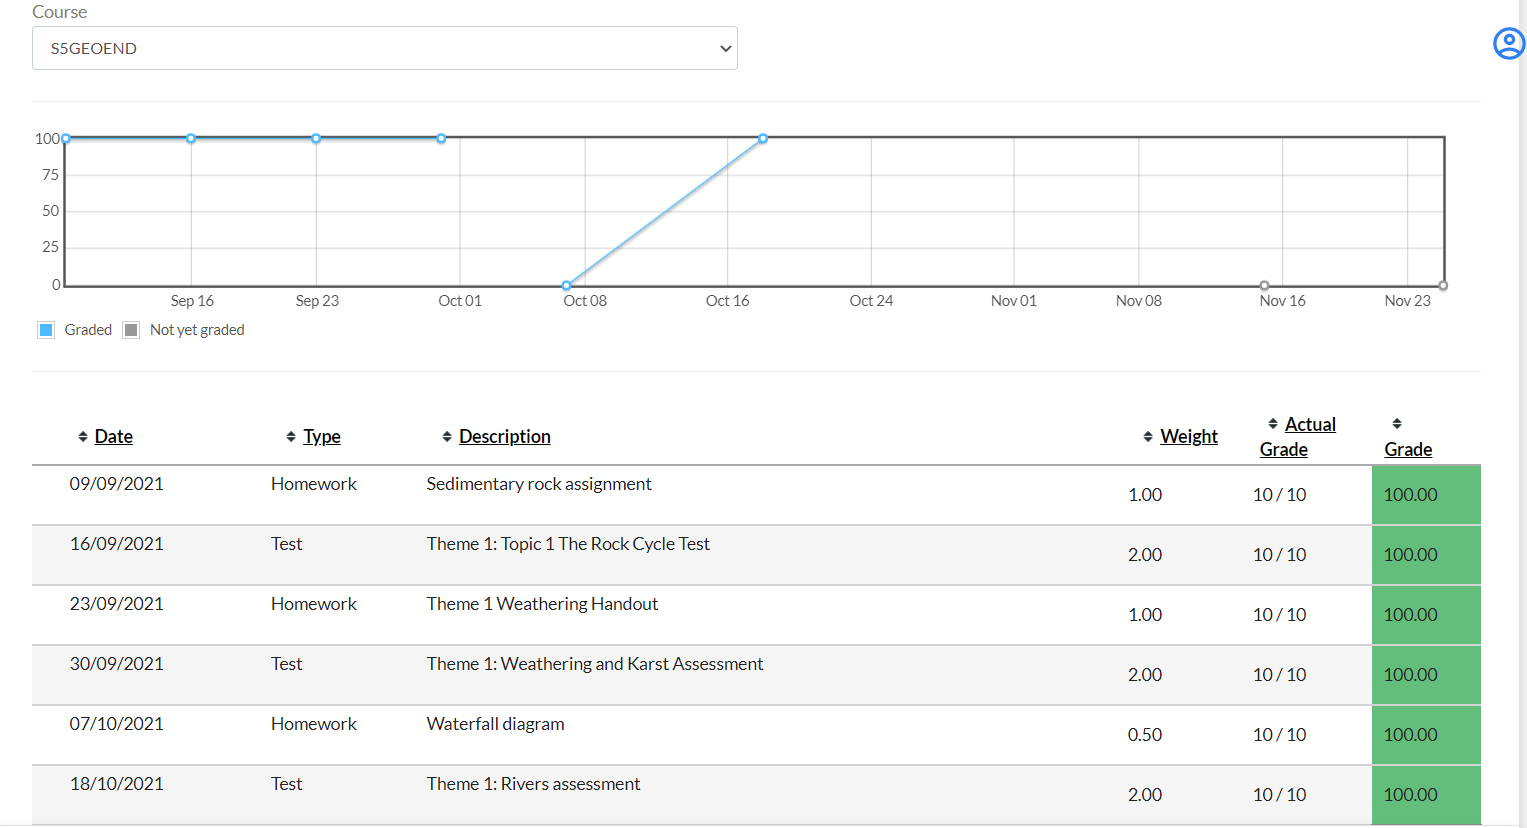 Course
S5GEOEND
100
75
50
25
0
Sep 16 Sep 23 Oct 01 Oct 08 Oct 16 Oct 24 Nov 01 Nov 08 Nov 16 Nov 23
Graded Not yet graded
Date Type Description Weight Actual Grade Grade
09/09/2021 Homework Sedimentary rock assignment 1.00 10 / 10 100.00
16/09/2021 Test Theme 1: Topic 1 The Rock Cycle Test 2.00 10 / 10 100.00
23/09/2021 Homework Theme 1 Weathering Handout 1.00 10 / 10 100.00
30/09/2021 Test Theme 1: Weathering and Karst Assessment 2.00 10 / 10 100.00
07/10/2021 Homework Waterfall diagram 0.50 10 / 10 100.00
18/10/2021 Test Theme 1: Rivers assessment 2.00 10 / 10 100.00